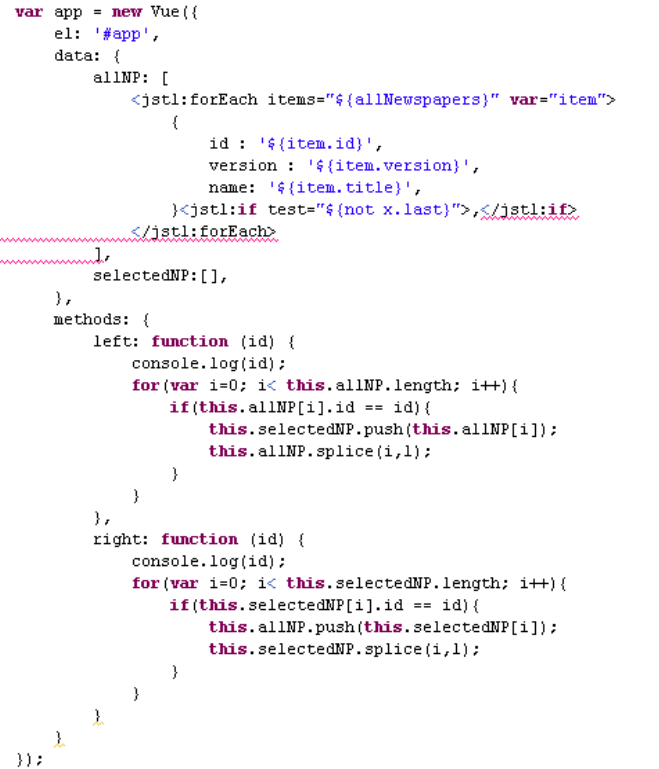 var app = new Vue({
    el: '#app',
    data: {
        allNP: [
            <jstl:forEach items="${allNewspapers}" var="item">
                {
                    id : '${item.id}',
                    version : '${item.version}',
                    name: '${item.title}',
                }<jstl:if test="${not x.last}">,</jstl:if>
            </jstl:forEach>
        ],
        selectedNP:[],
    },
    methods: {
        left: function (id) {
            console.log(id);
            for(var i=0; i< this.allNP.length; i++){
                if(this.allNP[i].id == id){
                    this.selectedNP.push(this.allNP[i]);
                    this.allNP.splice(i,1);
                }
            }
        },
        right: function (id) {
            console.log(id);
            for(var i=0; i< this.selectedNP.length; i++){
                if(this.selectedNP[i].id == id){
                    this.allNP.push(this.selectedNP[i]);
                    this.selectedNP.splice(i,1);
                }
            }
        }
    }
});